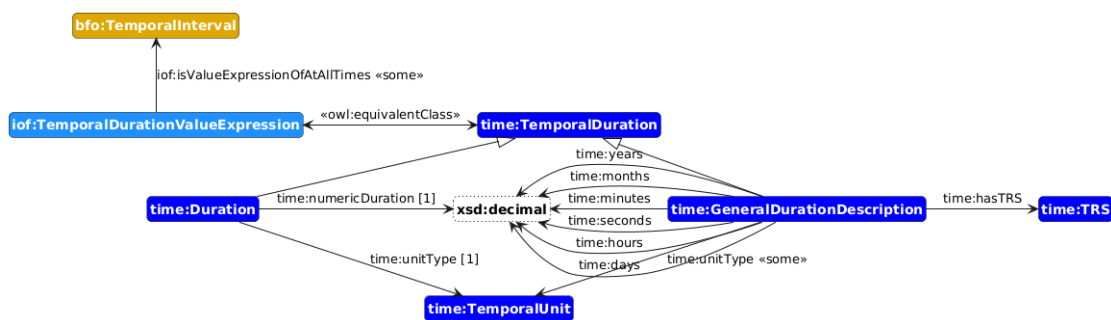 bfo:TemporalInterval
iof:isValueExpressionOfAtAllTimes «some»
iof:TemporalDurationValueExpression
«owl:equivalentClass»
time:TemporalDuration
time:years
time:months
time:Duration
time:numericDuration [1]
xsd:decimal
time:minutes
time:GeneralDurationDescription
time:hasTRS
time:TRS
time:seconds
time:hours
time:unitType [1]
time:days
time:unitType «some»
time:TemporalUnit